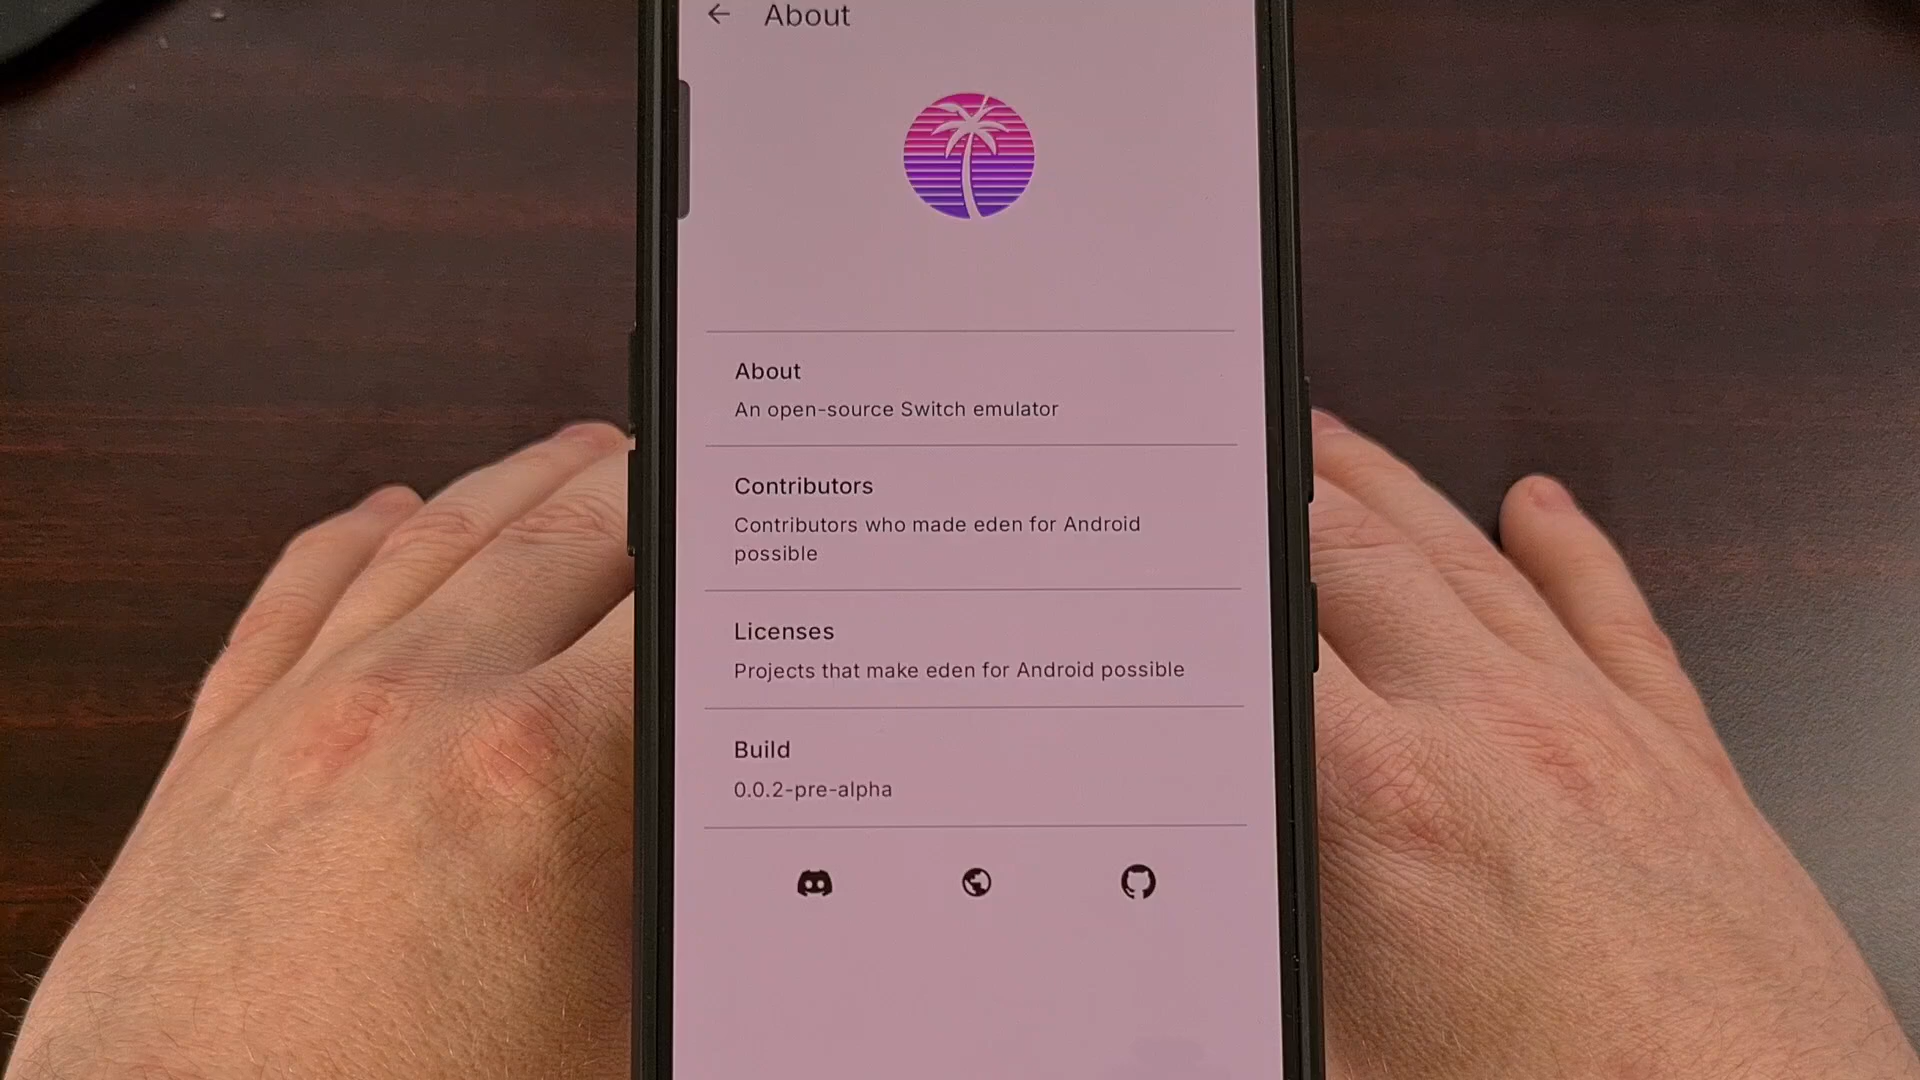 About
About
An open-source Switch emulator
Contributors
Contributors who made eden for Android
possible
Licenses
Projects that make eden for Android possible
Build
0.0.2-pre-alpha